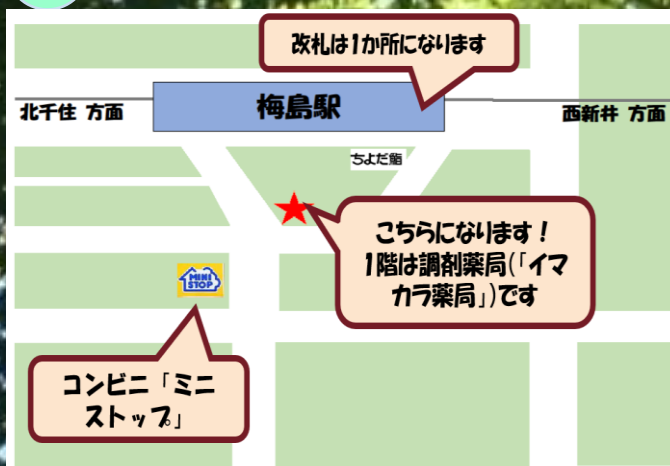 改札は1か所になります
北千住 方面
梅島駅
西新井 方面
ちよだ鮨
こちらになります！
1階は調剤薬局(「イマ
カラ薬局」)です
MINI
STOP
コンビニ「ミニ
ストップ」